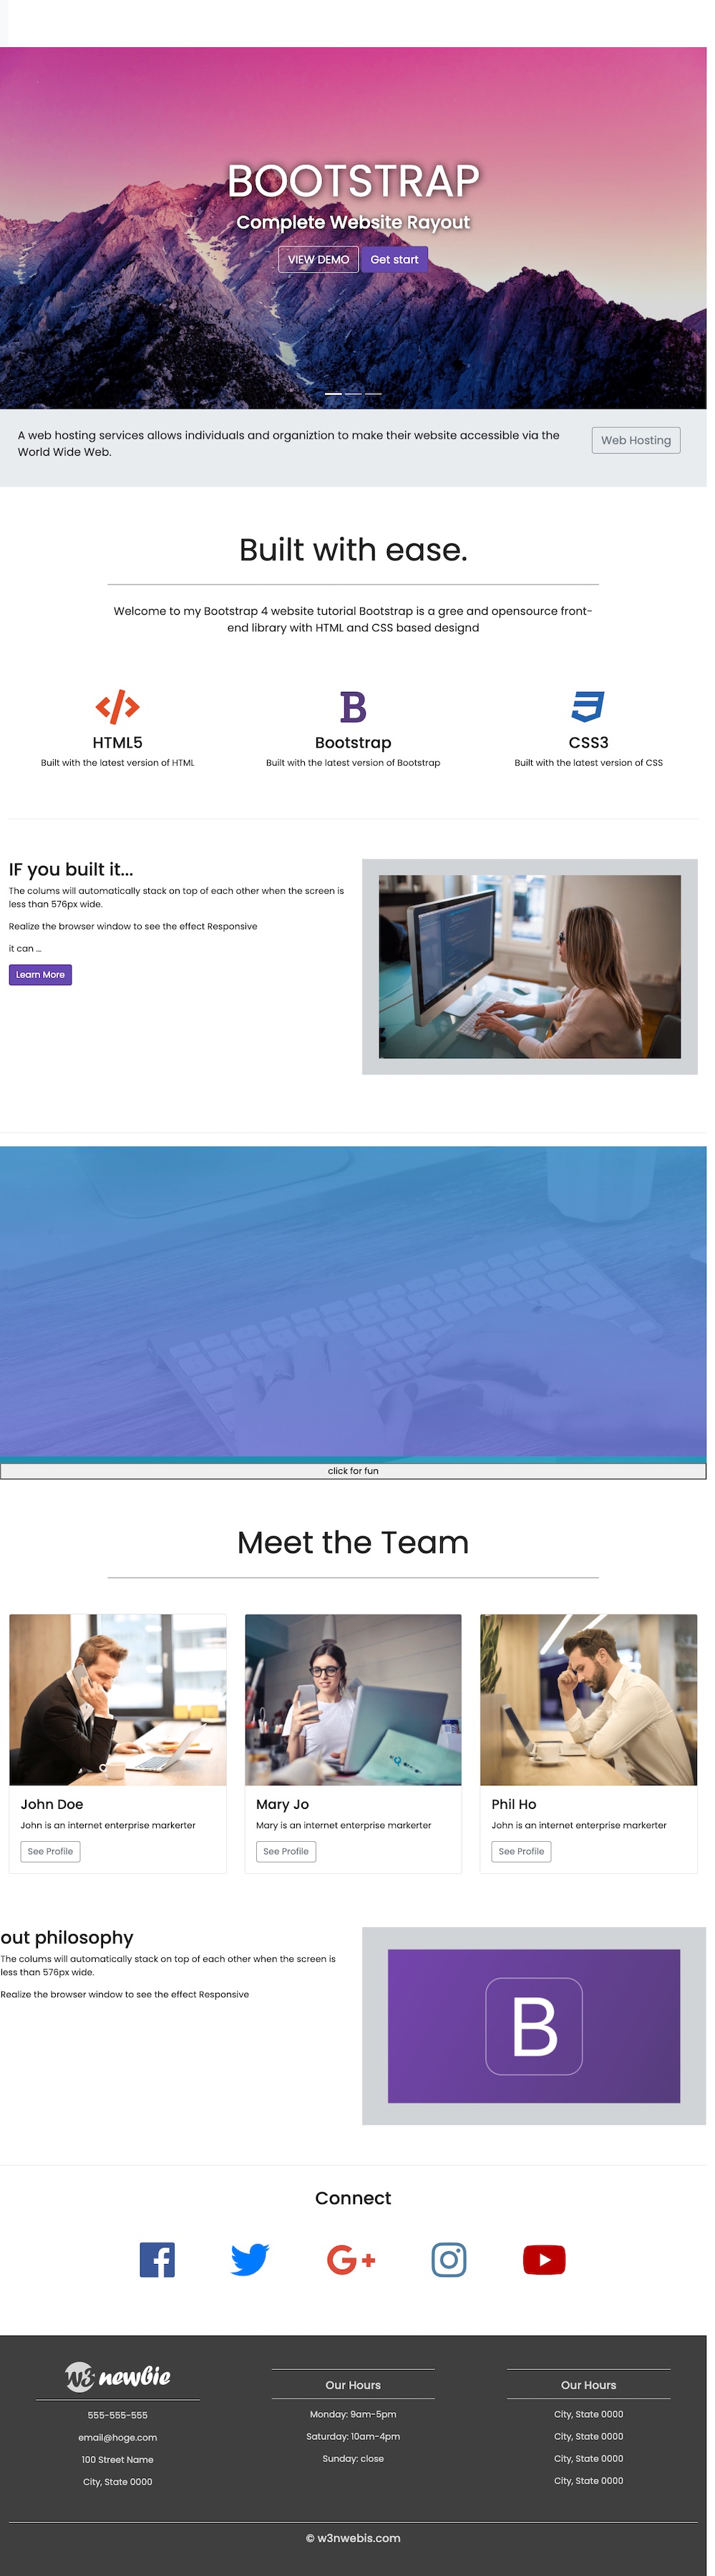 BOOTSTRAP
Complete Website Rayout
VIEW DEMO
Get start
A web hosting services allows individuals and organiztion to make their website accessible via the
World Wide Web.
Web Hosting
Built with ease.
Welcome to my Bootstrap 4 website tutorial Bootstrap is a gree and opensource front-
end library with HTML and CSS based designd
HTML5
Built with the latest version of HTML
B
Bootstrap
Built with the latest version of Bootstrap
CSS3
Built with the latest version of CSS
IF you built it...
The colums will automatically stack on top of each other when the screen is
less than 576px wide.
Realize the browser window to see the effect Responsive
it can ...
Learn More
click for fun
Meet the Team
John Doe
John is an internet enterprise markerter
See Profile
Mary Jo
Mary is an internet enterprise markerter
See Profile
Phil Ho
John is an internet enterprise markerter
See Profile
out philosophy
The colums will automatically stack on top of each other when the screen is
less than 576px wide.
Realize the browser window to see the effect Responsive
B
Connect
f
G+
W3 newbie
555-555-555
email@hoge.com
100 Street Name
City, State 0000
Our Hours
Monday: 9am-5pm
Saturday: 10am-4pm
Sunday: close
Our Hours
City, State 0000
City, State 0000
City, State 0000
City, State 0000
© w3nwebis.com